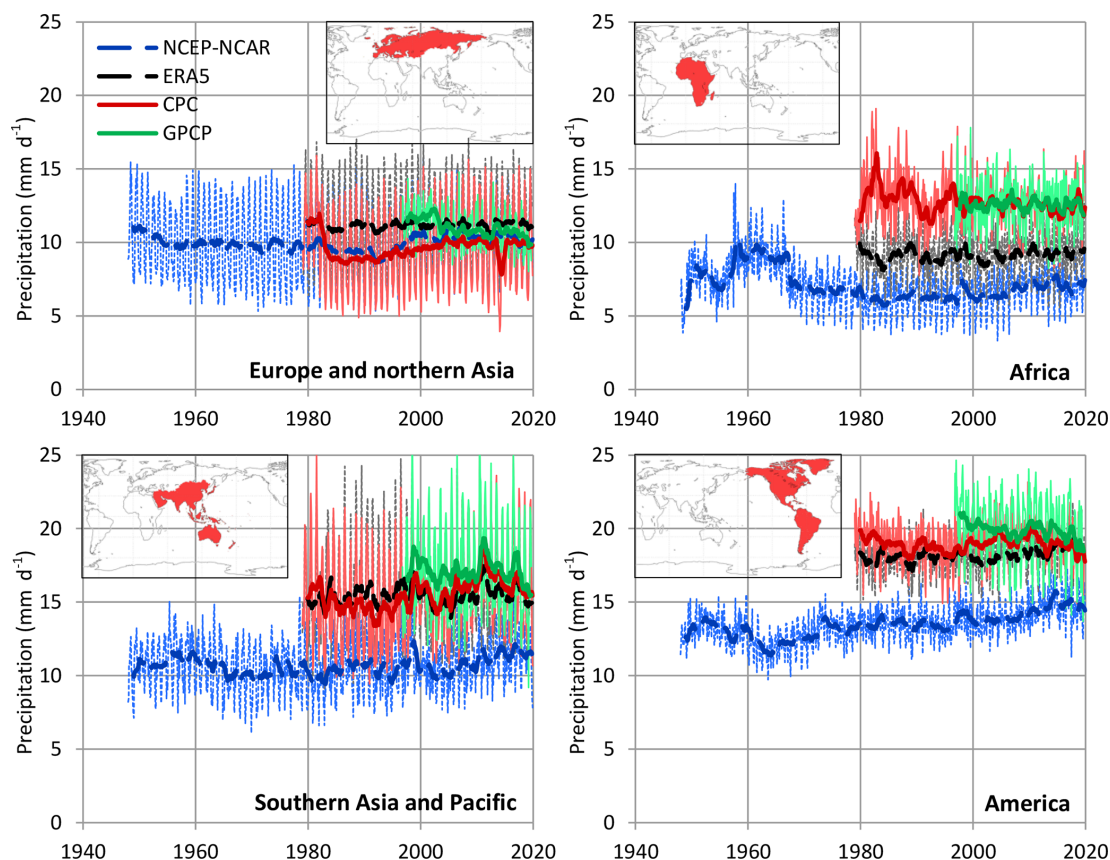 25
20
15
10
5
0
Precipitation (mm d⁻¹)
NCEP-NCAR
ERA5
CPC
GPCP
Europe and northern Asia
1940 1960 1980 2000 2020
25
20
15
10
5
0
Precipitation (mm d⁻¹)
Africa
1940 1960 1980 2000 2020
25
20
15
10
5
0
Precipitation (mm d⁻¹)
Southern Asia and Pacific
1940 1960 1980 2000 2020
25
20
15
10
5
0
Precipitation (mm d⁻¹)
America
1940 1960 1980 2000 2020